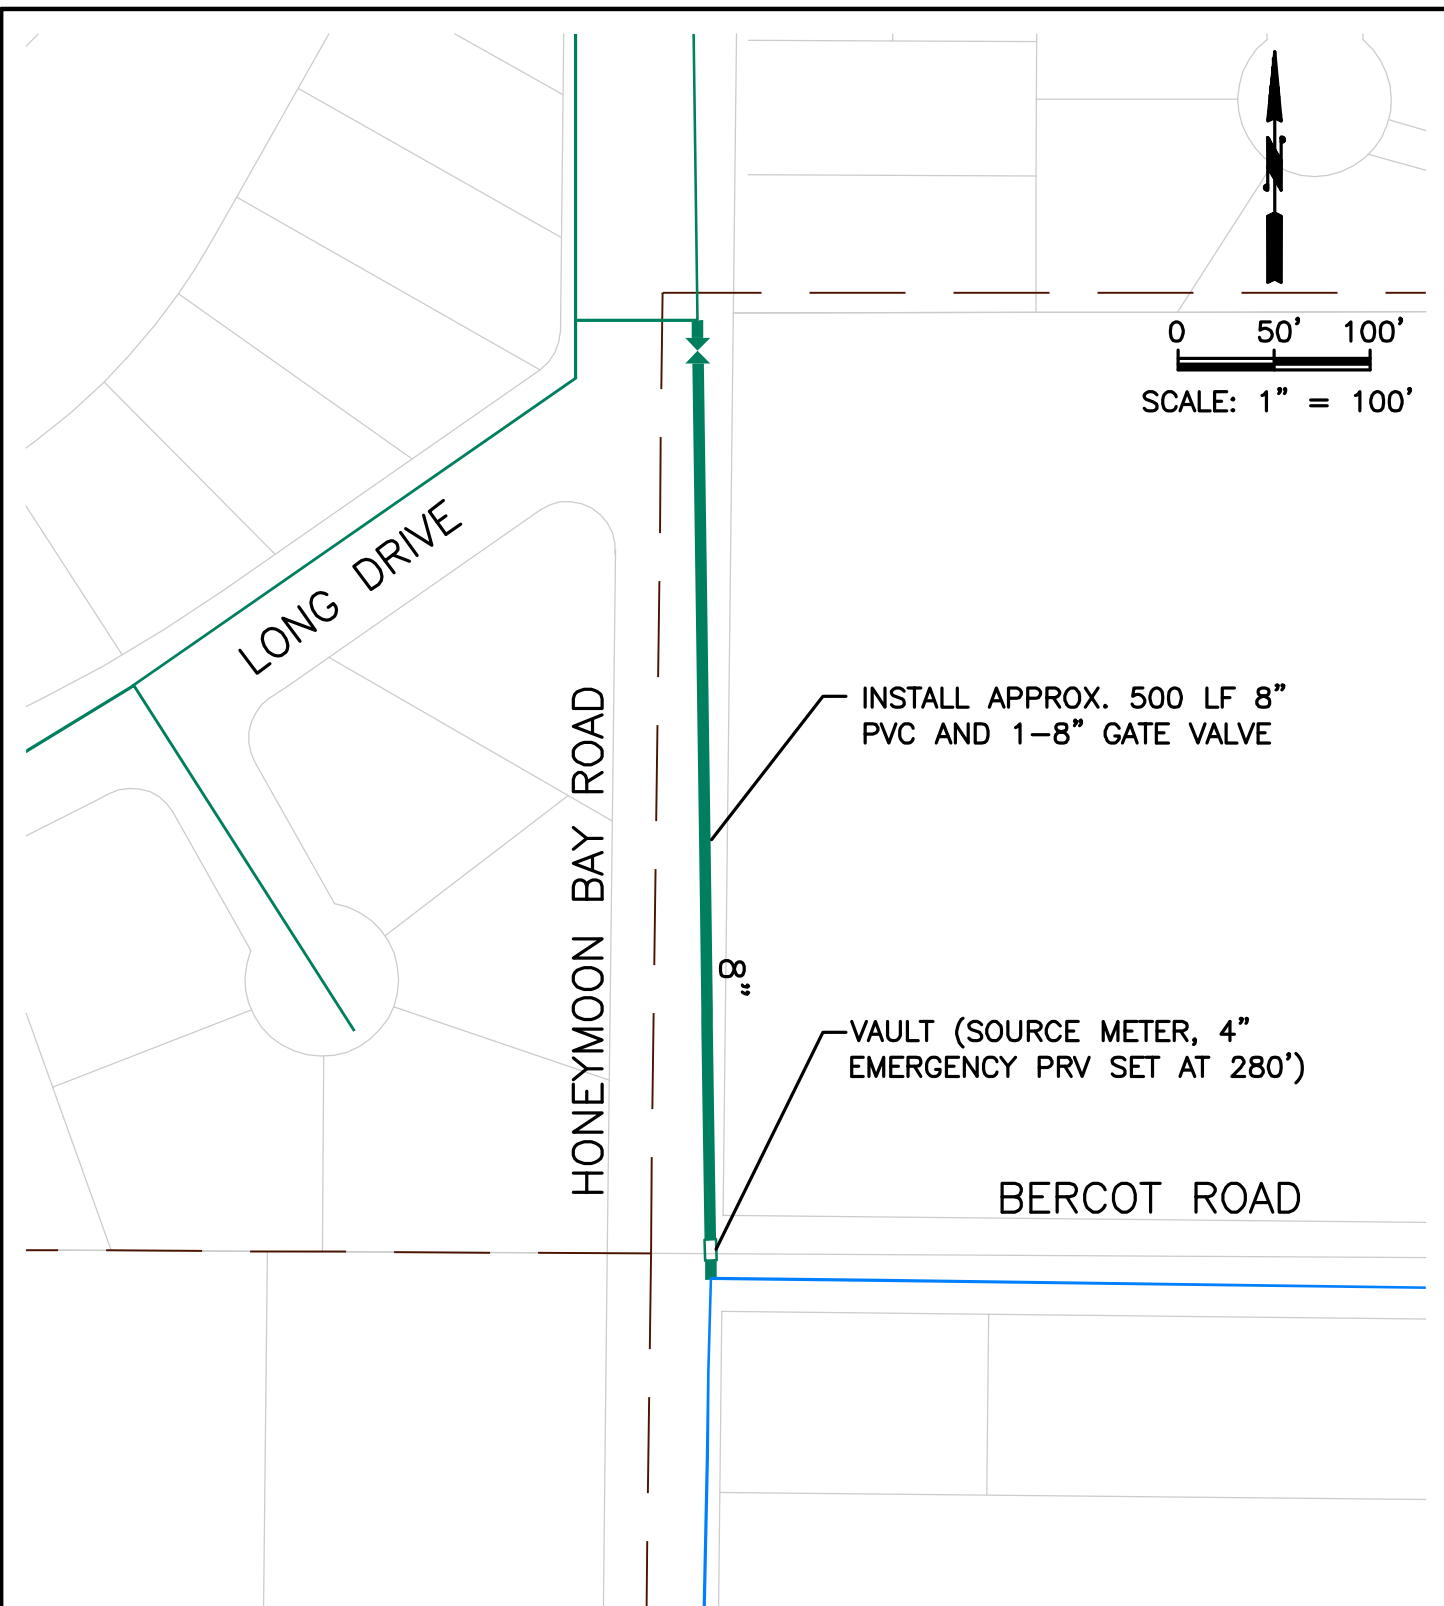 N
0 50' 100'
SCALE: 1" = 100'
LONG DRIVE
INSTALL APPROX. 500 LF 8"
PVC AND 1-8" GATE VALVE
HONEYMOON BAY ROAD
8"
VAULT (SOURCE METER, 4"
EMERGENCY PRV SET AT 280')
BERCOT ROAD